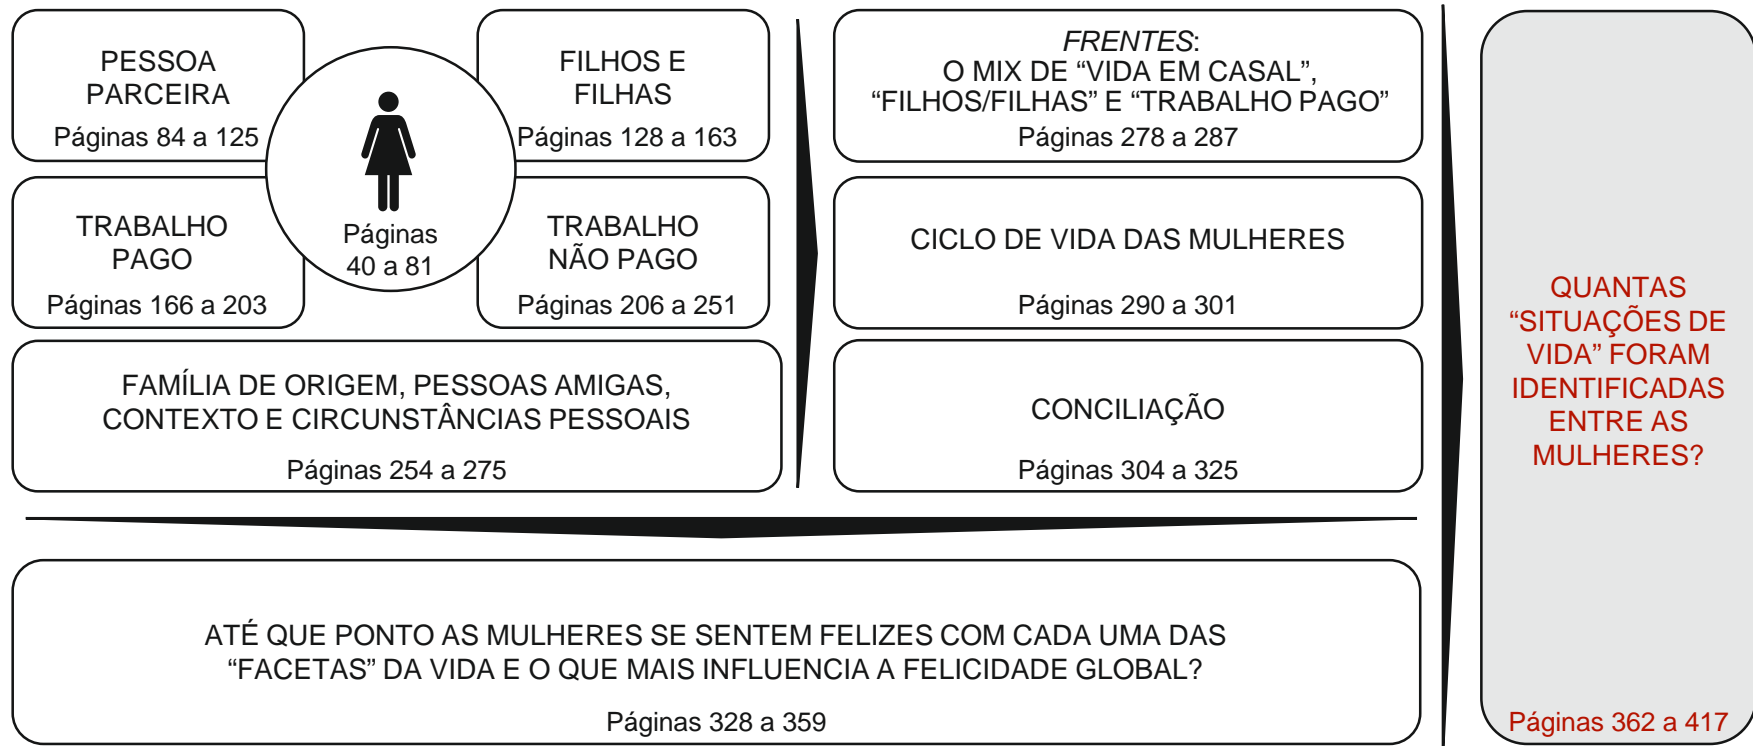 PESSOA
PARCEIRA
Páginas 84 a 125
FILHOS E
FILHAS
Páginas 128 a 163
Páginas
40 a 81
TRABALHO
PAGO
Páginas 166 a 203
TRABALHO
NÃO PAGO
Páginas 206 a 251
FAMÍLIA DE ORIGEM, PESSOAS AMIGAS,
CONTEXTO E CIRCUNSTÂNCIAS PESSOAIS
Páginas 254 a 275
FRENTES:
O MIX DE “VIDA EM CASAL”,
“FILHOS/FILHAS” E “TRABALHO PAGO”
Páginas 278 a 287
CICLO DE VIDA DAS MULHERES
Páginas 290 a 301
CONCILIAÇÃO
Páginas 304 a 325
ATÉ QUE PONTO AS MULHERES SE SENTEM FELIZES COM CADA UMA DAS
“FACETAS” DA VIDA E O QUE MAIS INFLUENCIA A FELICIDADE GLOBAL?
Páginas 328 a 359
QUANTAS
“SITUAÇÕES DE
VIDA” FORAM
IDENTIFICADAS
ENTRE AS
MULHERES?
Páginas 362 a 417